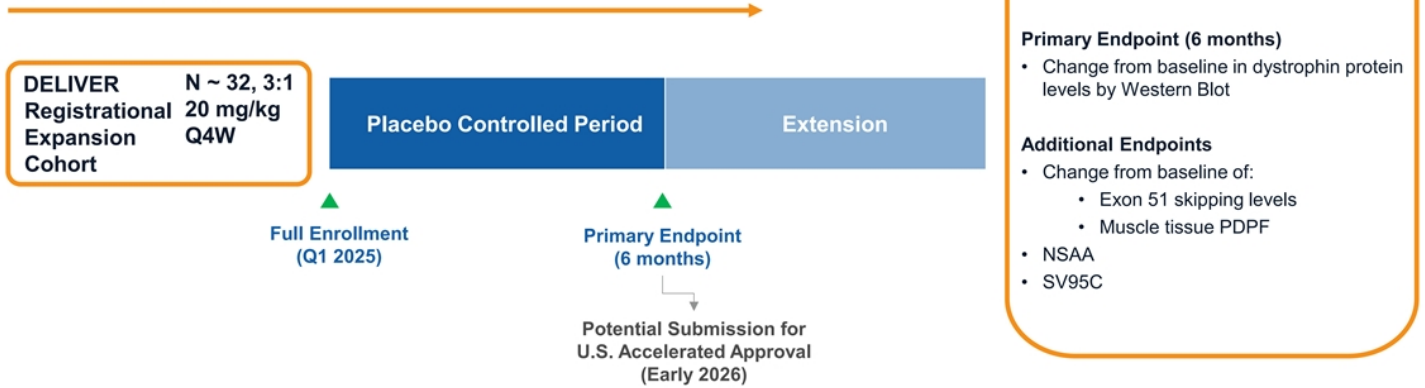 DELIVER
Registrational
Expansion
Cohort
N ~ 32, 3:1
20 mg/kg
Q4W
Placebo Controlled Period
Extension
Full Enrollment
(Q1 2025)
Primary Endpoint
(6 months)
Potential Submission for
U.S. Accelerated Approval
(Early 2026)
Primary Endpoint (6 months)
• Change from baseline in dystrophin protein
levels by Western Blot
Additional Endpoints
• Change from baseline of:
• Exon 51 skipping levels
• Muscle tissue PDPF
• NSAA
• SV95C